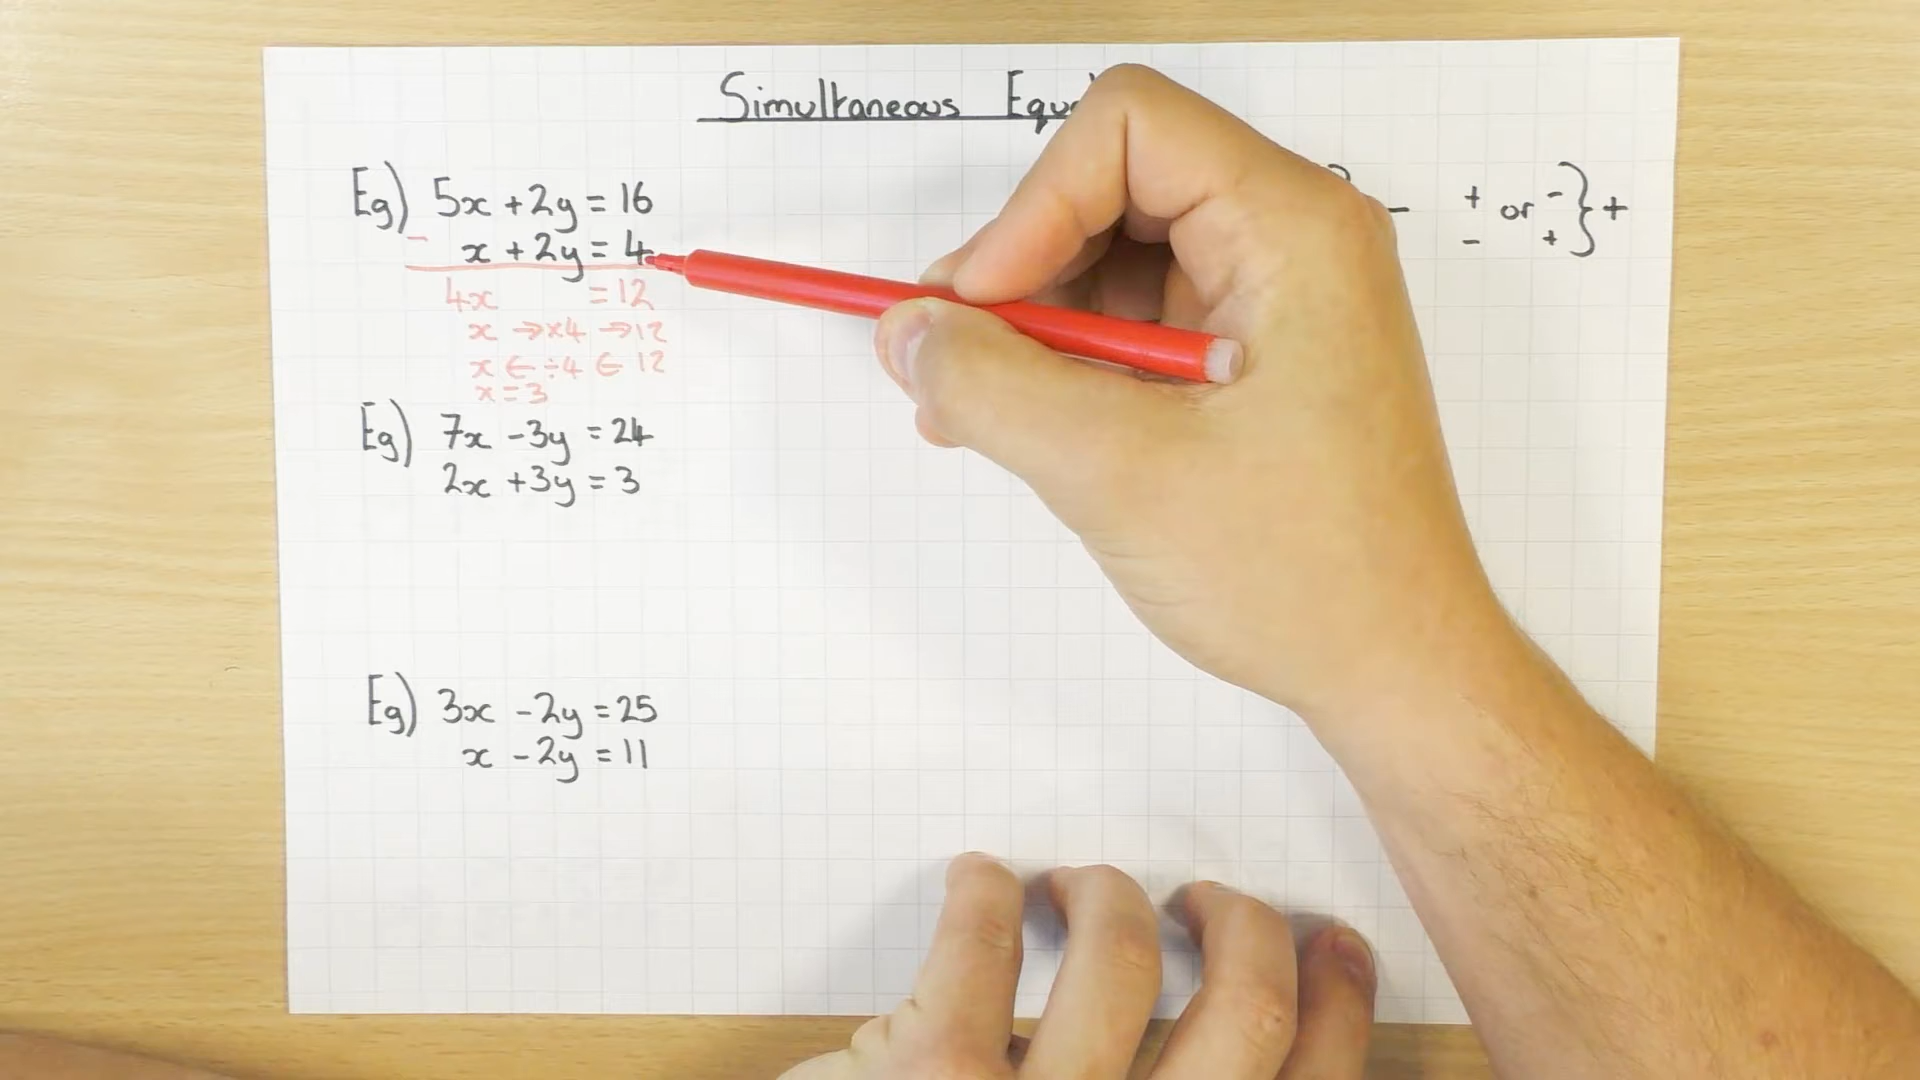 Simultaneous
Eg) 5x + 2y = 16
- x + 2y = 4
4x = 12
x → ×4 → 12
x ← ÷4 ← 12
x = 3
Eg) 7x - 3y = 24
2x + 3y = 3
Eg) 3x - 2y = 25
x - 2y = 11
- + or - } +
- +